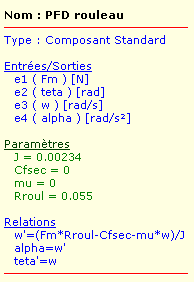 Nom : PFD rouleau
Type : Composant Standard
Entrées/Sorties
e1 ( Fm ) [N]
e2 ( teta ) [rad]
e3 ( w ) [rad/s]
e4 ( alpha ) [rad/s²]
Paramètres
J = 0.00234
Cfsec = 0
mu = 0
Rroul = 0.055
Relations
w'=(Fm*Rroul-Cfsec-mu*w)/J
alpha=w'
teta'=w